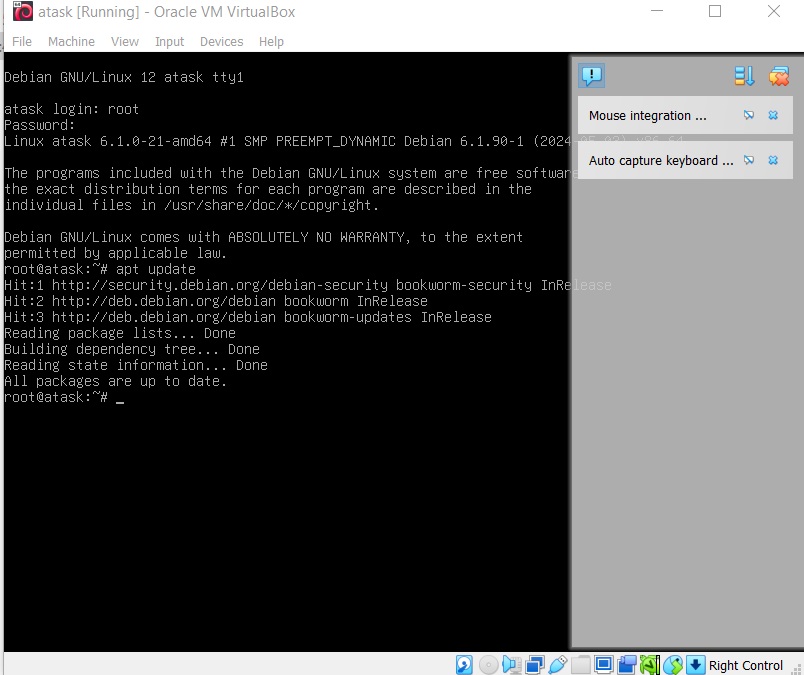 atask [Running] - Oracle VM VirtualBox
File Machine View Input Devices Help
Debian GNU/Linux 12 atask tty1
atask login: root
Password:
Linux atask 6.1.0-21-amd64 #1 SMP PREEMPT_DYNAMIC Debian 6.1.90-1 (2024-05-03) x86_64
The programs included with the Debian GNU/Linux system are free software
the exact distribution terms for each program are described in the
individual files in /usr/share/doc/*/copyright.
Debian GNU/Linux comes with ABSOLUTELY NO WARRANTY, to the extent
permitted by applicable law.
root@atask:~# apt update
Hit:1 http://security.debian.org/debian-security bookworm-security InRelease
Hit:2 http://deb.debian.org/debian bookworm InRelease
Hit:3 http://deb.debian.org/debian bookworm-updates InRelease
Reading package lists... Done
Building dependency tree... Done
Reading state information... Done
All packages are up to date.
root@atask:~# _
Mouse integration ...
Auto capture keyboard ...
Right Control